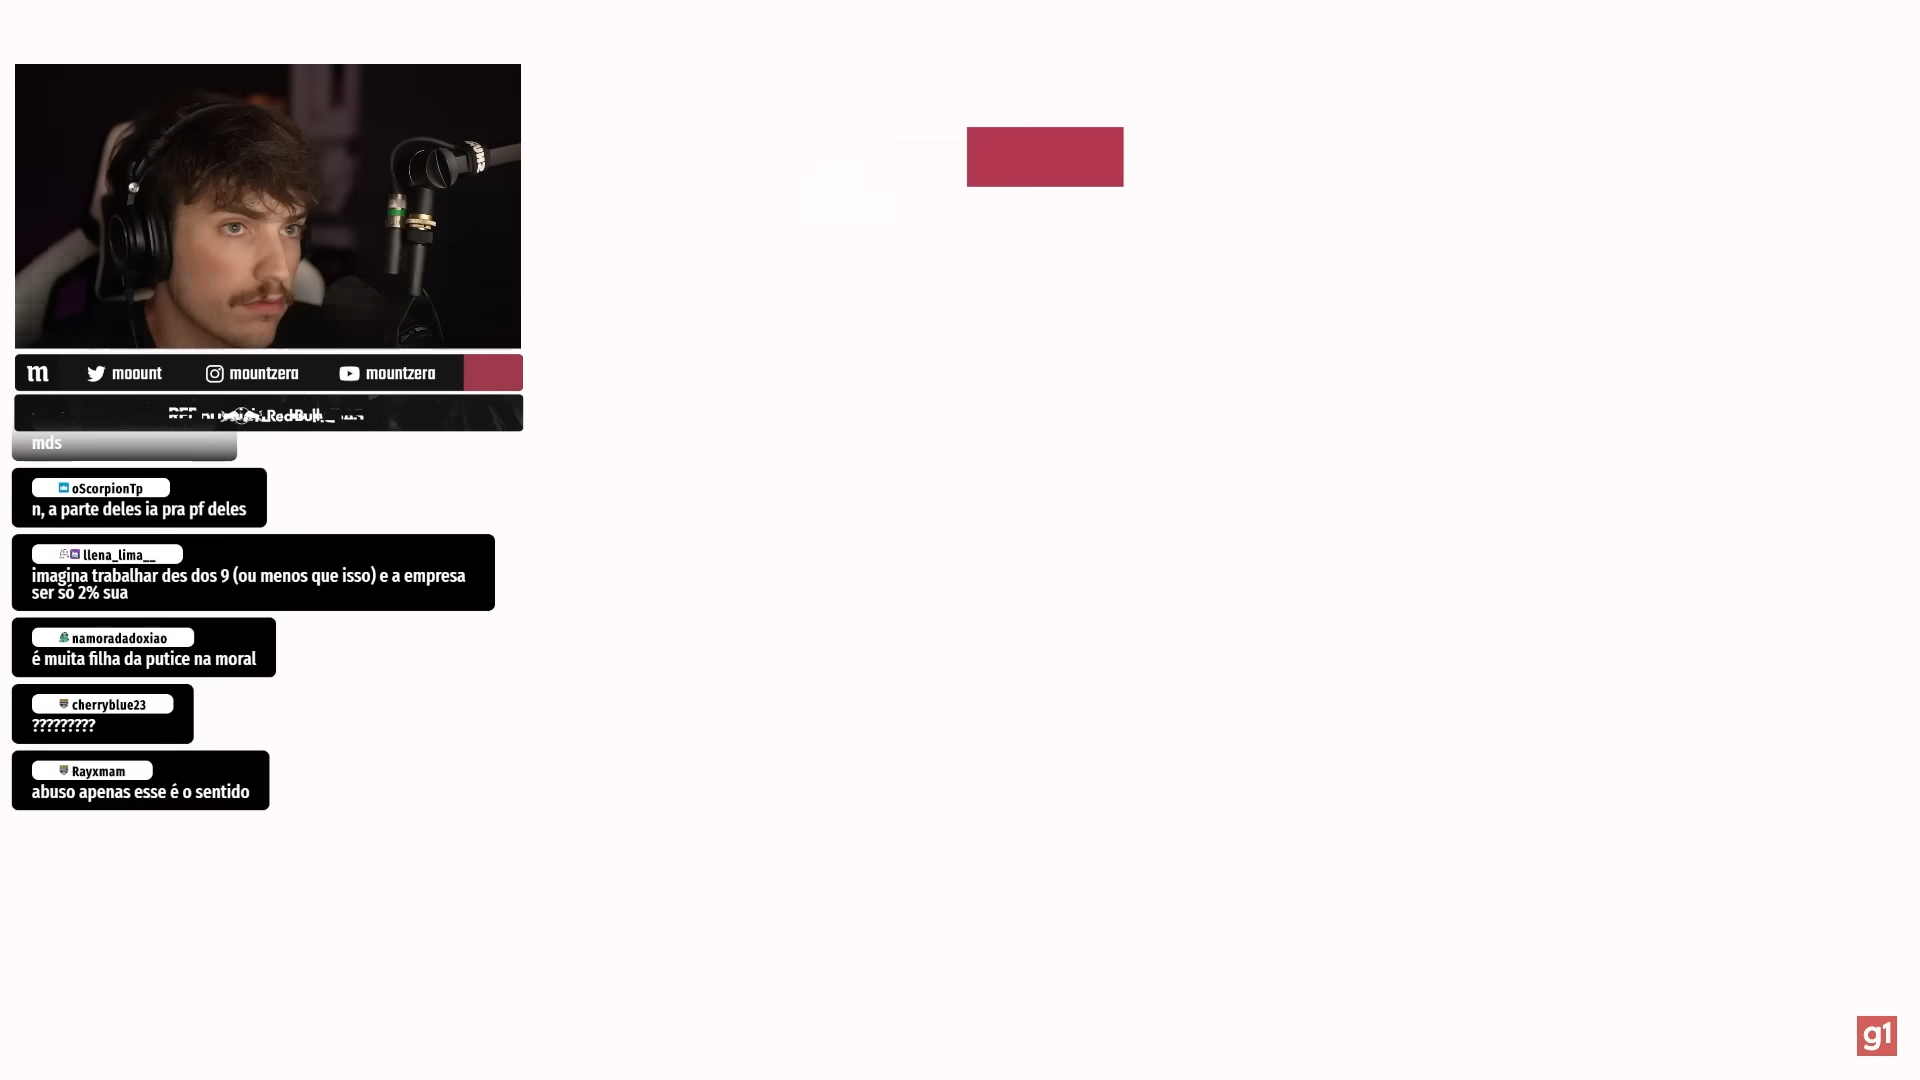 m moount mountzera mountzera
RedBull
mds
oScorpionTp
n, a parte deles ia pra pf deles
llena_lima__
imagina trabalhar des dos 9 (ou menos que isso) e a empresa
ser só 2% sua
namoradadoxiao
é muita filha da putice na moral
cherryblue23
?????????
Rayxmam
abuso apenas esse é o sentido
g1